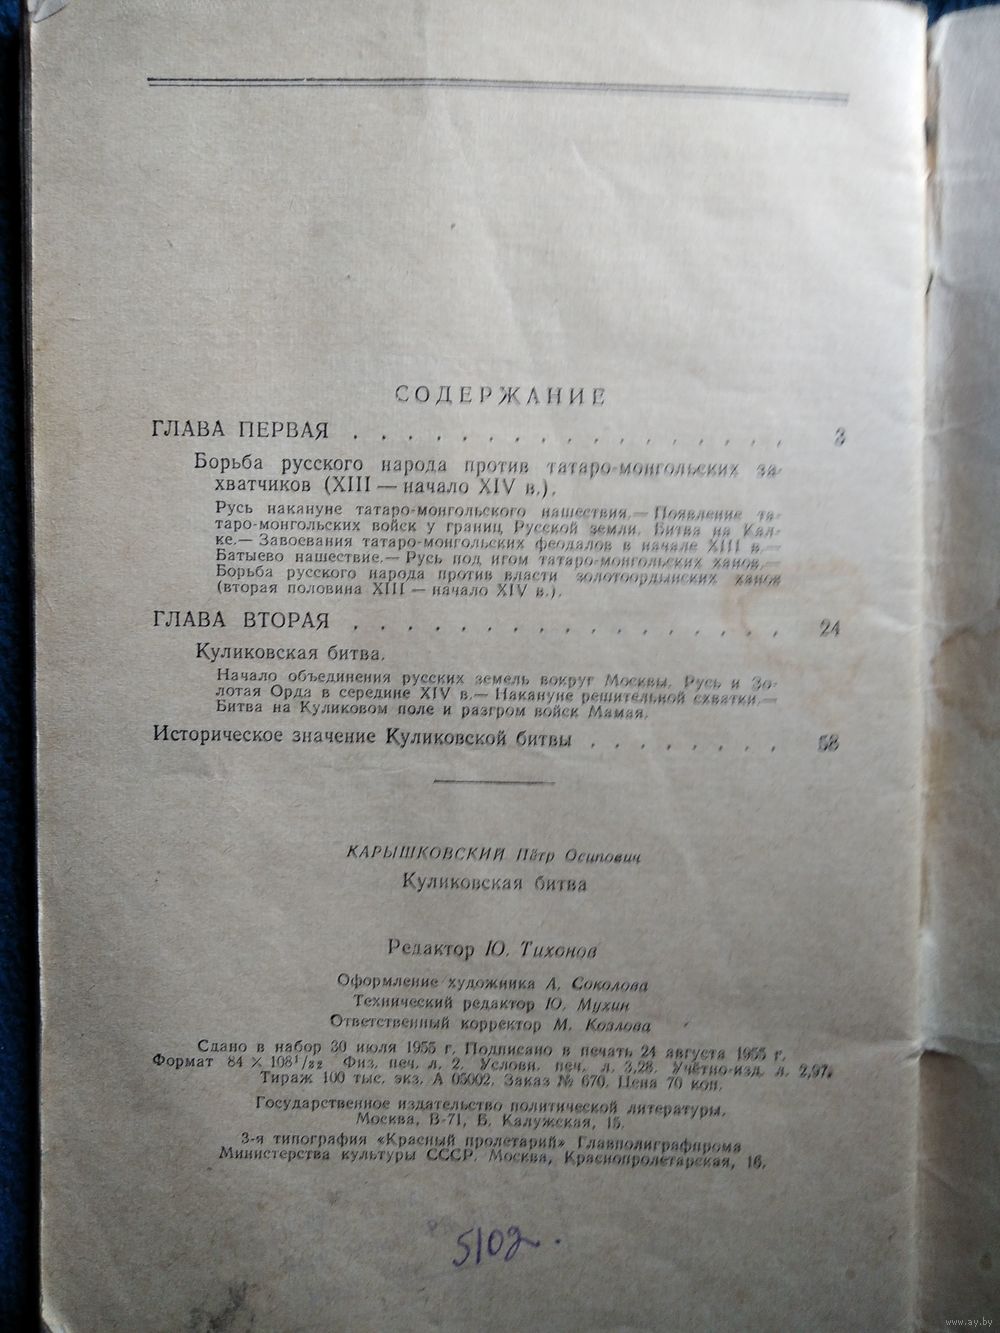 СОДЕРЖАНИЕ
ГЛАВА ПЕРВАЯ . . . . . . . . . . . . . . . . . 3
Борьба русского народа против татаро-монгольских за-
хватчиков (XIII — начало XIV в.).
Русь накануне татаро-монгольского нашествия.— Появление та-
таро-монгольских войск у границ Русской земли. Битва на Кал-
ке.— Завоевания татаро-монгольских феодалов в начале XIII в.—
Батыево нашествие.— Русь под игом татаро-монгольских ханов.—
Борьба русского народа против власти золотоордынских ханов
(вторая половина XIII — начало XIV в.).
ГЛАВА ВТОРАЯ . . . . . . . . . . . . . . . . . 24
Куликовская битва.
Начало объединения русских земель вокруг Москвы. Русь и Зо-
лотая Орда в середине XIV в.— Накануне решительной схватки.—
Битва на Куликовом поле и разгром войск Мамая.
Историческое значение Куликовской битвы . . . . . . . . 58
КАРЫШКОВСКИЙ Пётр Осипович
Куликовская битва
Редактор Ю. Тихонов
Оформление художника А. Соколова
Технический редактор Ю. Мухин
Ответственный корректор М. Козлова
Сдано в набор 30 июля 1955 г. Подписано в печать 24 августа 1955 г.
Формат 84 × 108¹/₃₂ Физ. печ. л. 2. Условн. печ. л. 3,28. Учётно-изд. л. 2,97.
Тираж 100 тыс. экз. А 05002. Заказ № 670. Цена 70 коп.
Государственное издательство политической литературы.
Москва, В-71, Б. Калужская, 15.
3-я типография «Красный пролетарий» Главполиграфпрома
Министерства культуры СССР. Москва, Краснопролетарская, 16.
5102
www.ay.by